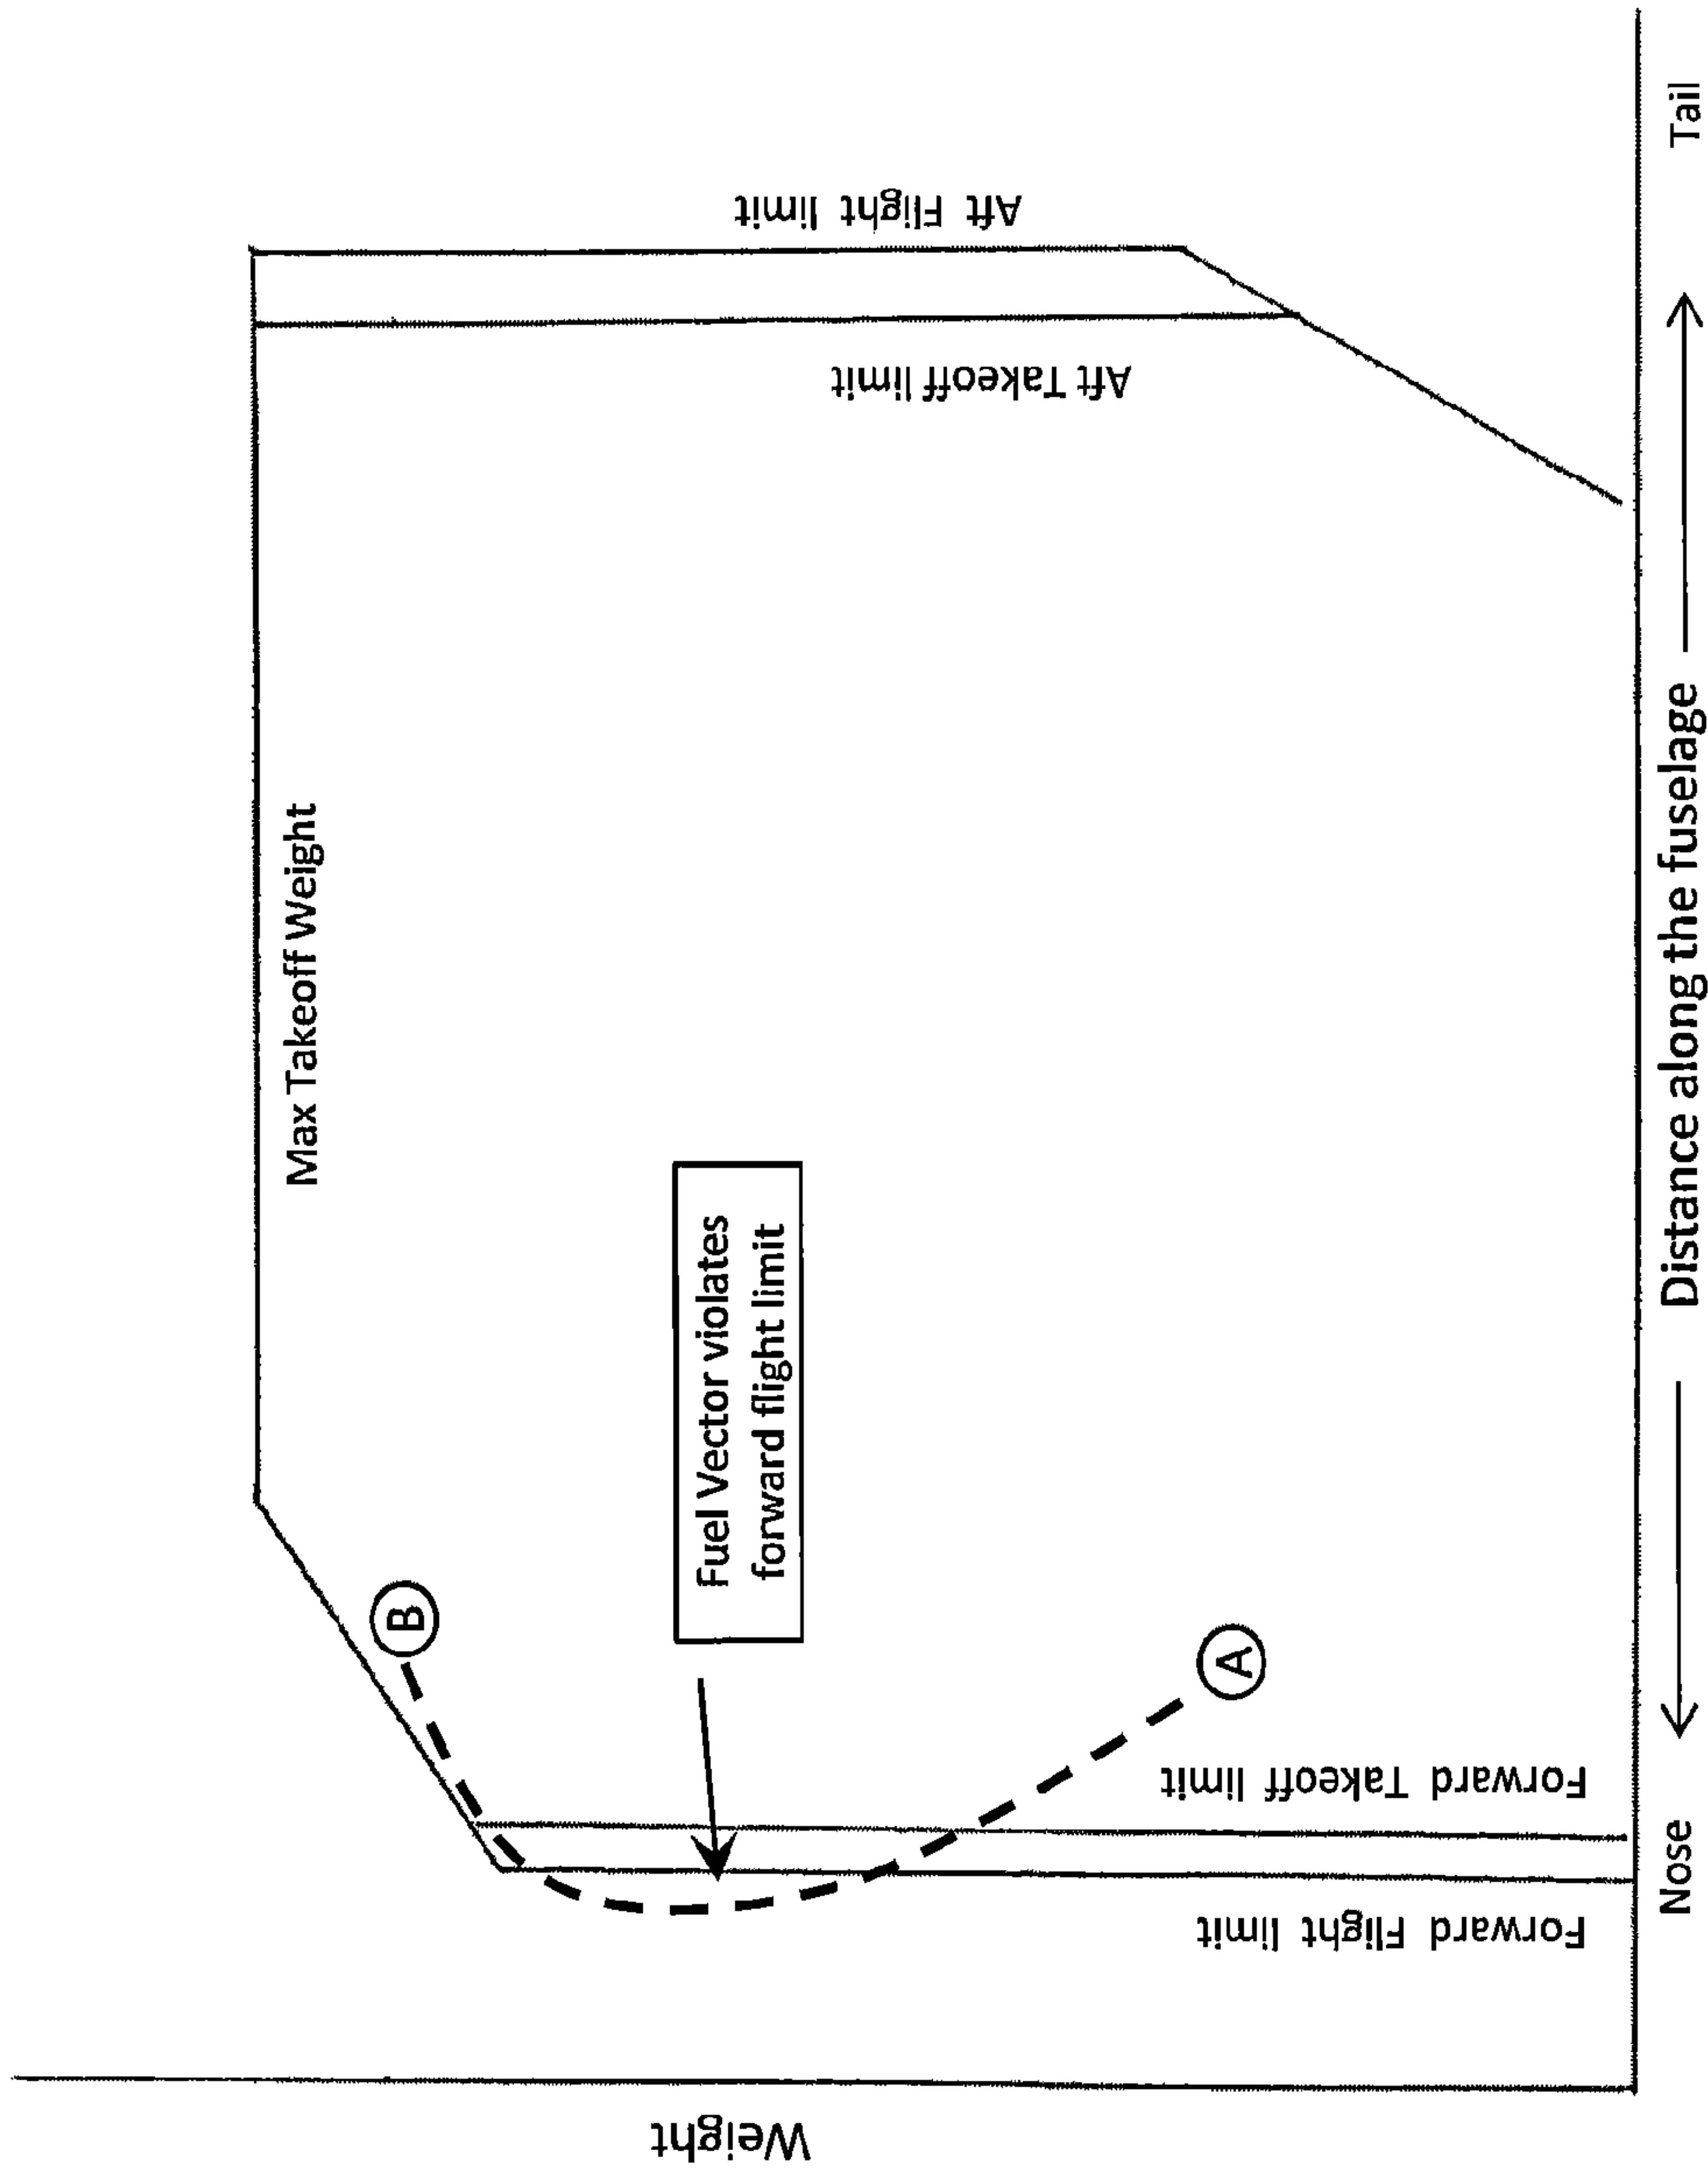 Weight
Max Takeoff Weight
B
Fuel Vector violates
forward flight limit
A
Forward Flight limit
Forward Takeoff limit
Aft Takeoff limit
Aft Flight limit
Nose
Distance along the fuselage
Tail